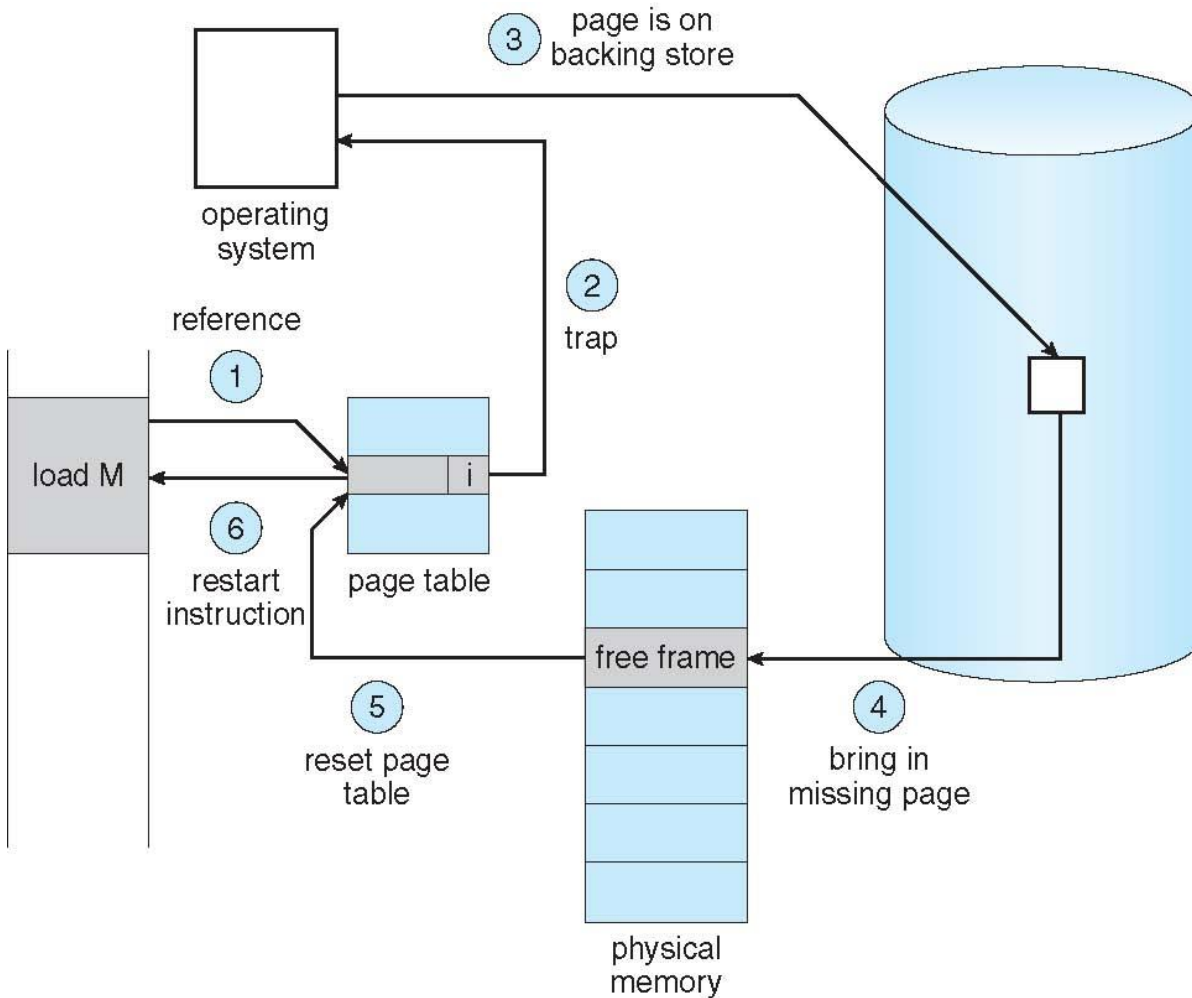 3
page is on
backing store
operating
system
2
trap
reference
1
load M
i
6
restart
instruction
page table
free frame
5
reset page
table
4
bring in
missing page
physical
memory